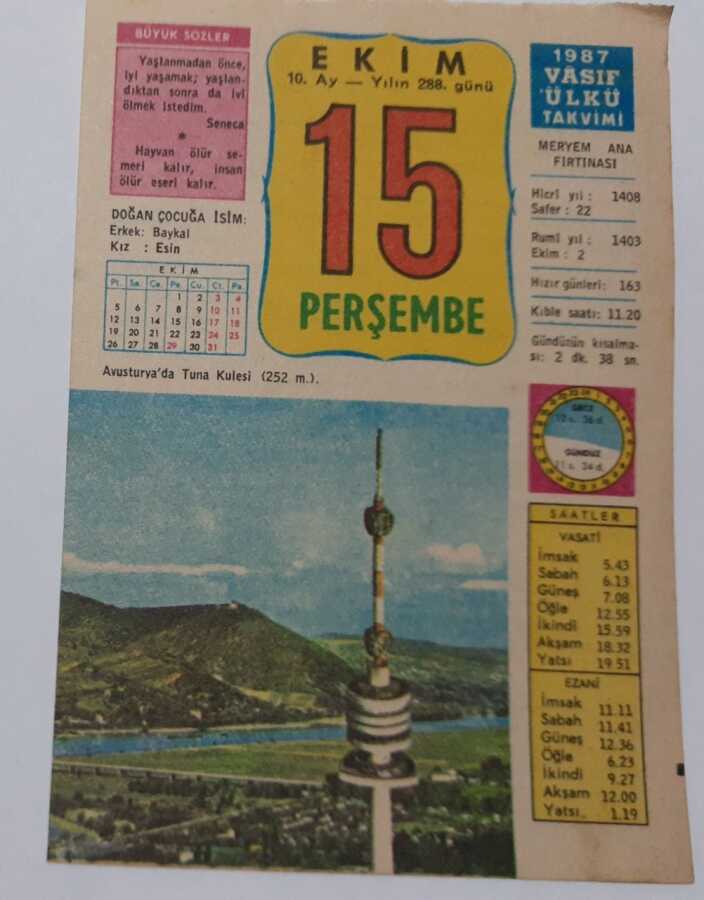 BÜYÜK SÖZLER
Yaşlanmadan önce,
iyi yaşamak; yaşlan-
dıktan sonra da iyi
ölmek istedim.
Seneca
*
Hayvan ölür se-
meri kalır, insan
ölür eseri kalır.
DOĞAN ÇOCUĞA İSİM:
Erkek: Baykal
Kız : Esin
EKİM
Pt. Sa. Ça. Pe. Cu. Ct. Pa.
1 2 3 4
5 6 7 8 9 10 11
12 13 14 15 16 17 18
19 20 21 22 23 24 25
26 27 28 29 30 31
EKİM
10. Ay — Yılın 288. günü
15
PERŞEMBE
1987
VÂSIF
ÜLKÜ
TAKVİMİ
MERYEM ANA
FIRTINASI
Hicrî yıl : 1408
Safer : 22
Rumî yıl : 1403
Ekim : 2
Hızır günleri: 163
Kıble saatı: 11.20
Gündüzün kısalma-
sı: 2 dk. 38 sn.
GECE
12 s. 26 d.
GÜNDÜZ
11 s. 24 d.
SAATLER
VASATİ
İmsak 5.43
Sabah 6.13
Güneş 7.08
Öğle 12.55
İkindi 15.59
Akşam 18.32
Yatsı 19 51
EZANİ
İmsak 11.11
Sabah 11.41
Güneş 12.36
Öğle 6.23
İkindi 9.27
Akşam 12.00
Yatsı. 1.19
Avusturya'da Tuna Kulesi (252 m.).